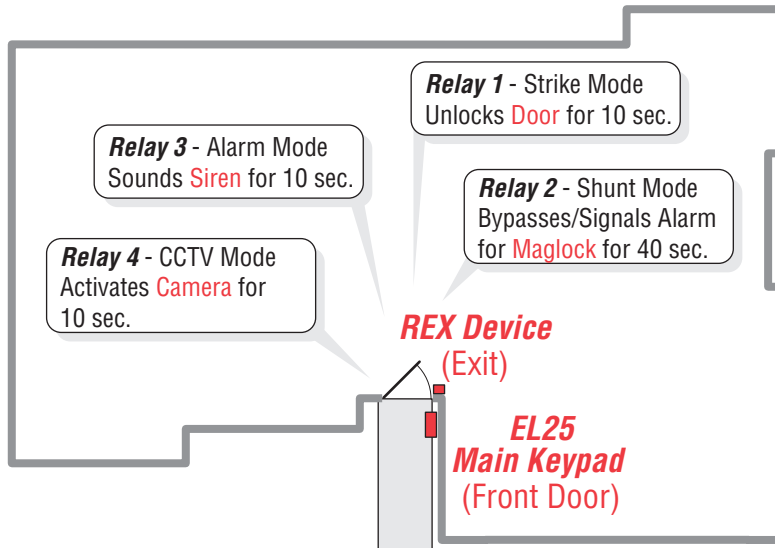 Relay 1 - Strike Mode
Unlocks Door for 10 sec.
Relay 3 - Alarm Mode
Sounds Siren for 10 sec.
Relay 2 - Shunt Mode
Bypasses/Signals Alarm
for Maglock for 40 sec.
Relay 4 - CCTV Mode
Activates Camera for
10 sec.
REX Device
(Exit)
EL25
Main Keypad
(Front Door)